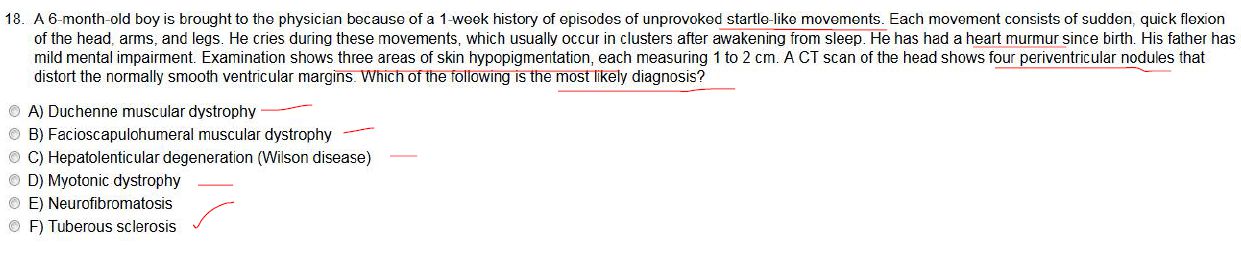 18. A 6-month-old boy is brought to the physician because of a 1-week history of episodes of unprovoked startle-like movements. Each movement consists of sudden, quick flexion
of the head, arms, and legs. He cries during these movements, which usually occur in clusters after awakening from sleep. He has had a heart murmur since birth. His father has
mild mental impairment. Examination shows three areas of skin hypopigmentation, each measuring 1 to 2 cm. A CT scan of the head shows four periventricular nodules that
distort the normally smooth ventricular margins. Which of the following is the most likely diagnosis?
A) Duchenne muscular dystrophy
B) Facioscapulohumeral muscular dystrophy
C) Hepatolenticular degeneration (Wilson disease)
D) Myotonic dystrophy
E) Neurofibromatosis
F) Tuberous sclerosis